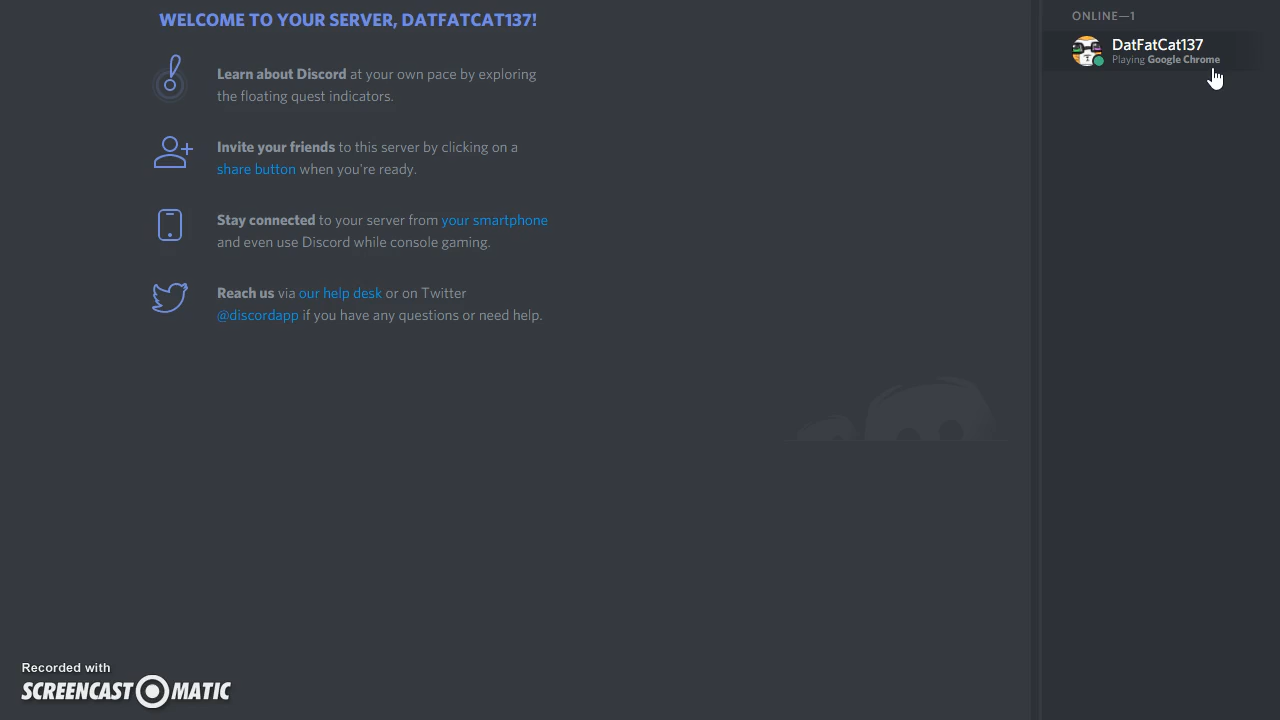 WELCOME TO YOUR SERVER, DATFATCAT137!
Learn about Discord at your own pace by exploring
the floating quest indicators.
Invite your friends to this server by clicking on a
share button when you're ready.
Stay connected to your server from your smartphone
and even use Discord while console gaming.
Reach us via our help desk or on Twitter
@discordapp if you have any questions or need help.
ONLINE—1
DatFatCat137
Playing Google Chrome
Recorded with
SCREENCAST MATIC